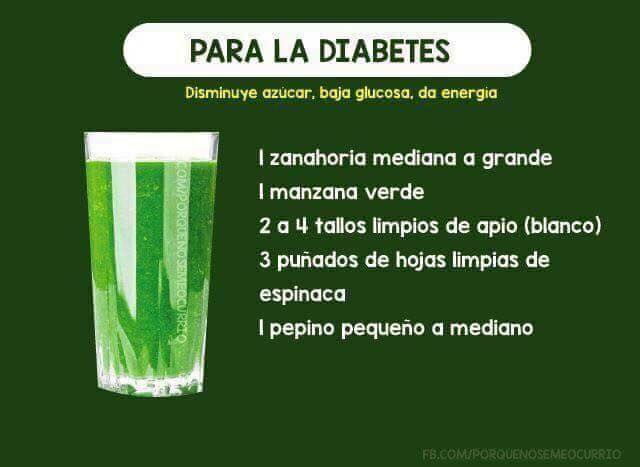 PARA LA DIABETES
Disminuye azúcar, baja glucosa, da energía
1 zanahoria mediana a grande
1 manzana verde
2 a 4 tallos limpios de apio (blanco)
3 puñados de hojas limpias de
espinaca
1 pepino pequeño a mediano
.COM/PORQUENOSEMEOCURRIO
FB.COM/PORQUENOSEMEOCURRIO